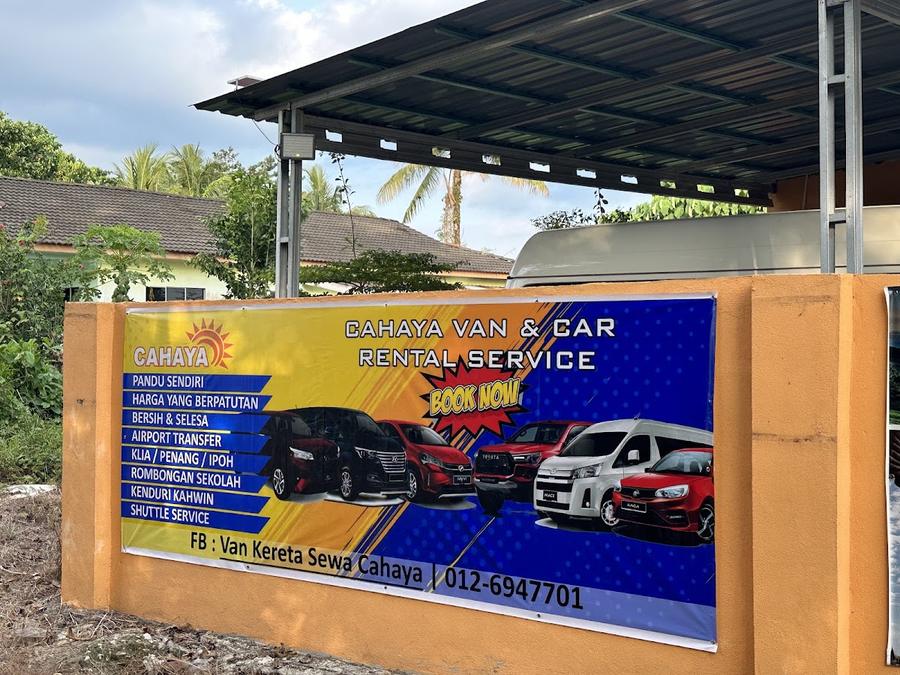 CAHAYA VAN & CAR
RENTAL SERVICE
CAHAYA
BOOK NOW
PANDU SENDIRI
HARGA YANG BERPATUTAN
BERSIH & SELESA
AIRPORT TRANSFER
KLIA / PENANG / IPOH
ROMBONGAN SEKOLAH
KENDURI KAHWIN
SHUTTLE SERVICE
TOYOTA
FB : Van Kereta Sewa Cahaya | 012-6947701